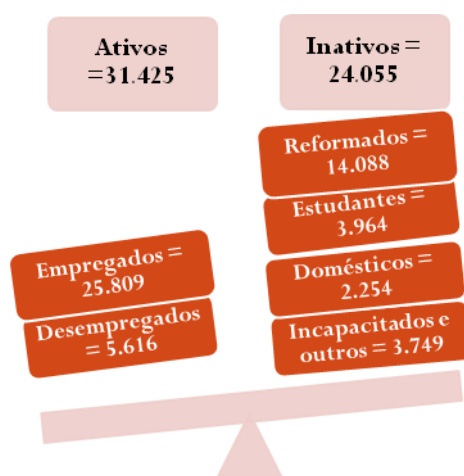 Ativos
=31.425
Inativos =
24.055
Reformados =
14.088
Estudantes =
3.964
Domésticos =
2.254
Incapacitados e
outros = 3.749
Empregados =
25.809
Desempregados
= 5.616